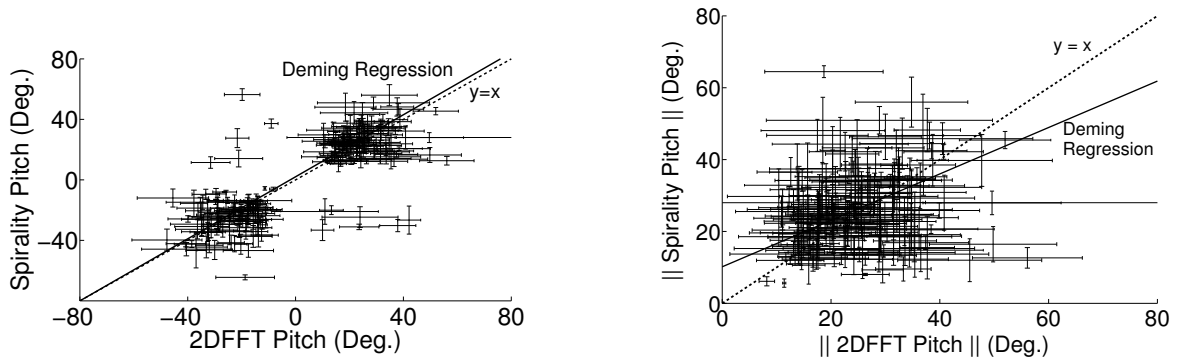 80
Deming Regression
y=x
40
0
−40
−80
−40
0
40
80
Spirality Pitch (Deg.)
2DFFT Pitch (Deg.)
80
y = x
60
Deming
Regression
40
20
0
0
20
40
60
80
|| Spirality Pitch || (Deg.)
|| 2DFFT Pitch || (Deg.)